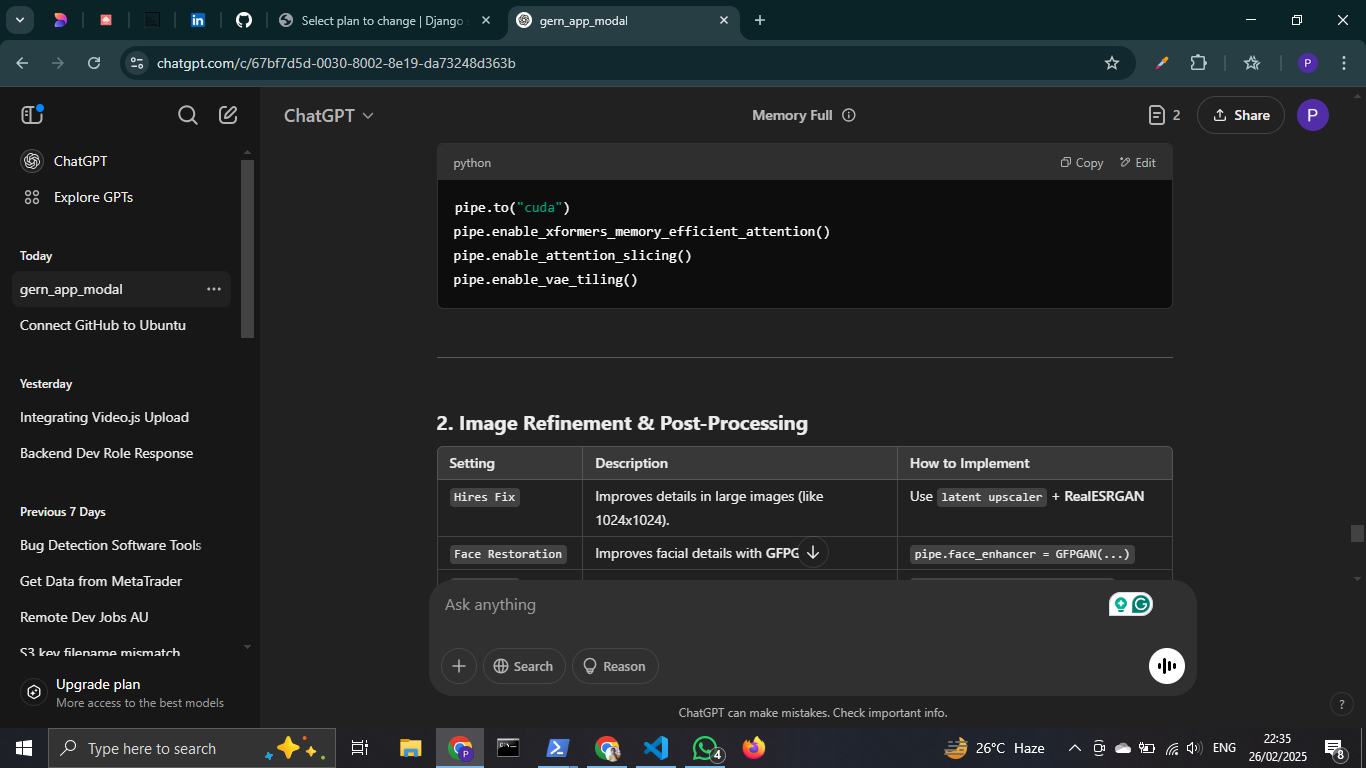 Select plan to change | Django s
gern_app_modal
chatgpt.com/c/67bf7d5d-0030-8002-8e19-da73248d363b
P
ChatGPT
Memory Full
2
Share
P
ChatGPT
Explore GPTs
Today
gern_app_modal
Connect GitHub to Ubuntu
Yesterday
Integrating Video.js Upload
Backend Dev Role Response
Previous 7 Days
Bug Detection Software Tools
Get Data from MetaTrader
Remote Dev Jobs AU
S3 key filename mismatch
Upgrade plan
More access to the best models
python
Copy
Edit
pipe.to("cuda")
pipe.enable_xformers_memory_efficient_attention()
pipe.enable_attention_slicing()
pipe.enable_vae_tiling()
2. Image Refinement & Post-Processing
Setting
Description
How to Implement
Hires Fix
Improves details in large images (like
1024x1024).
Use latent upscaler + RealESRGAN
Face Restoration
Improves facial details with GFPG
pipe.face_enhancer = GFPGAN(...)
Ask anything
Search
Reason
ChatGPT can make mistakes. Check important info.
?
Type here to search
P
4
26°C Haze
ENG
22:35
26/02/2025
8